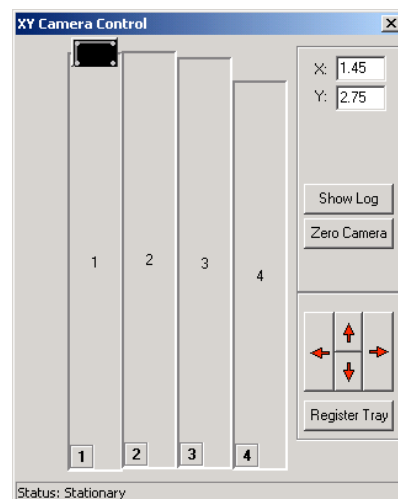 XY Camera Control
X: 1.45
Y: 2.75
Show Log
Zero Camera
1 2 3 4
Register Tray
1 2 3 4
Status: Stationary